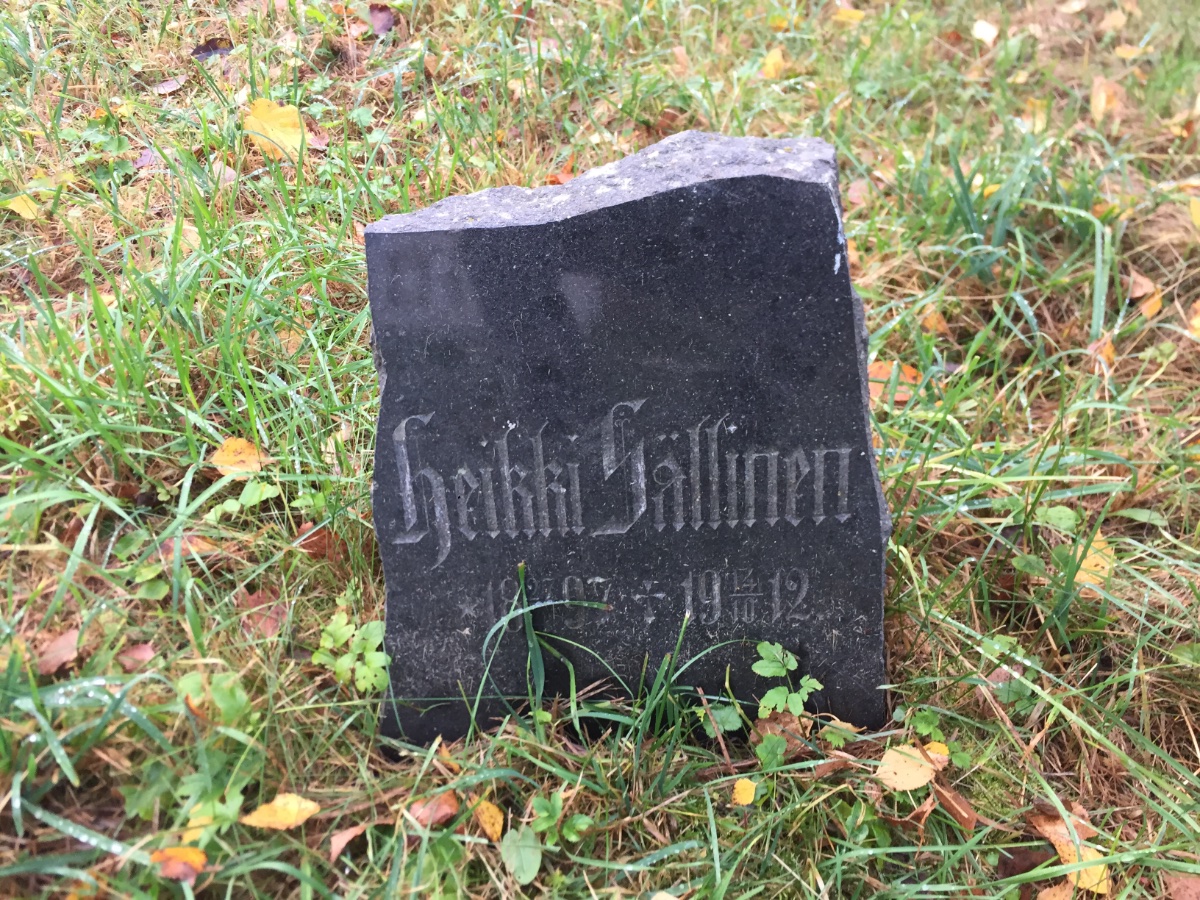 Heikki Sällinen
✝ 19 14/10 12.